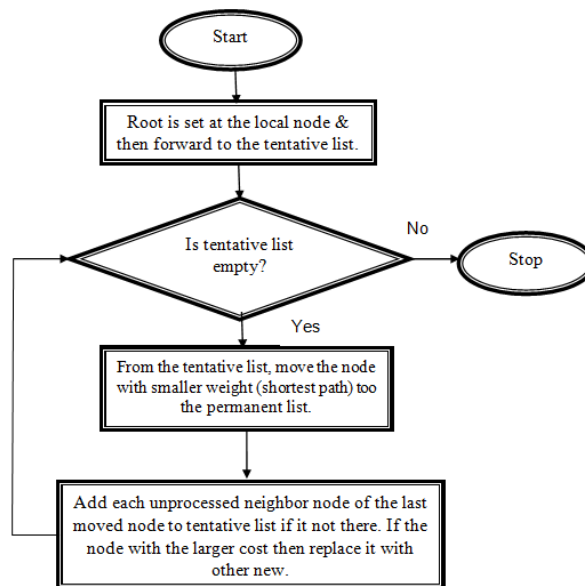 Start
Root is set at the local node &
then forward to the tentative list.
Is tentative list
empty?
No
Stop
Yes
From the tentative list, move the node
with smaller weight (shortest path) too
the permanent list.
Add each unprocessed neighbor node of the last
moved node to tentative list if it not there. If the
node with the larger cost then replace it with
other new.